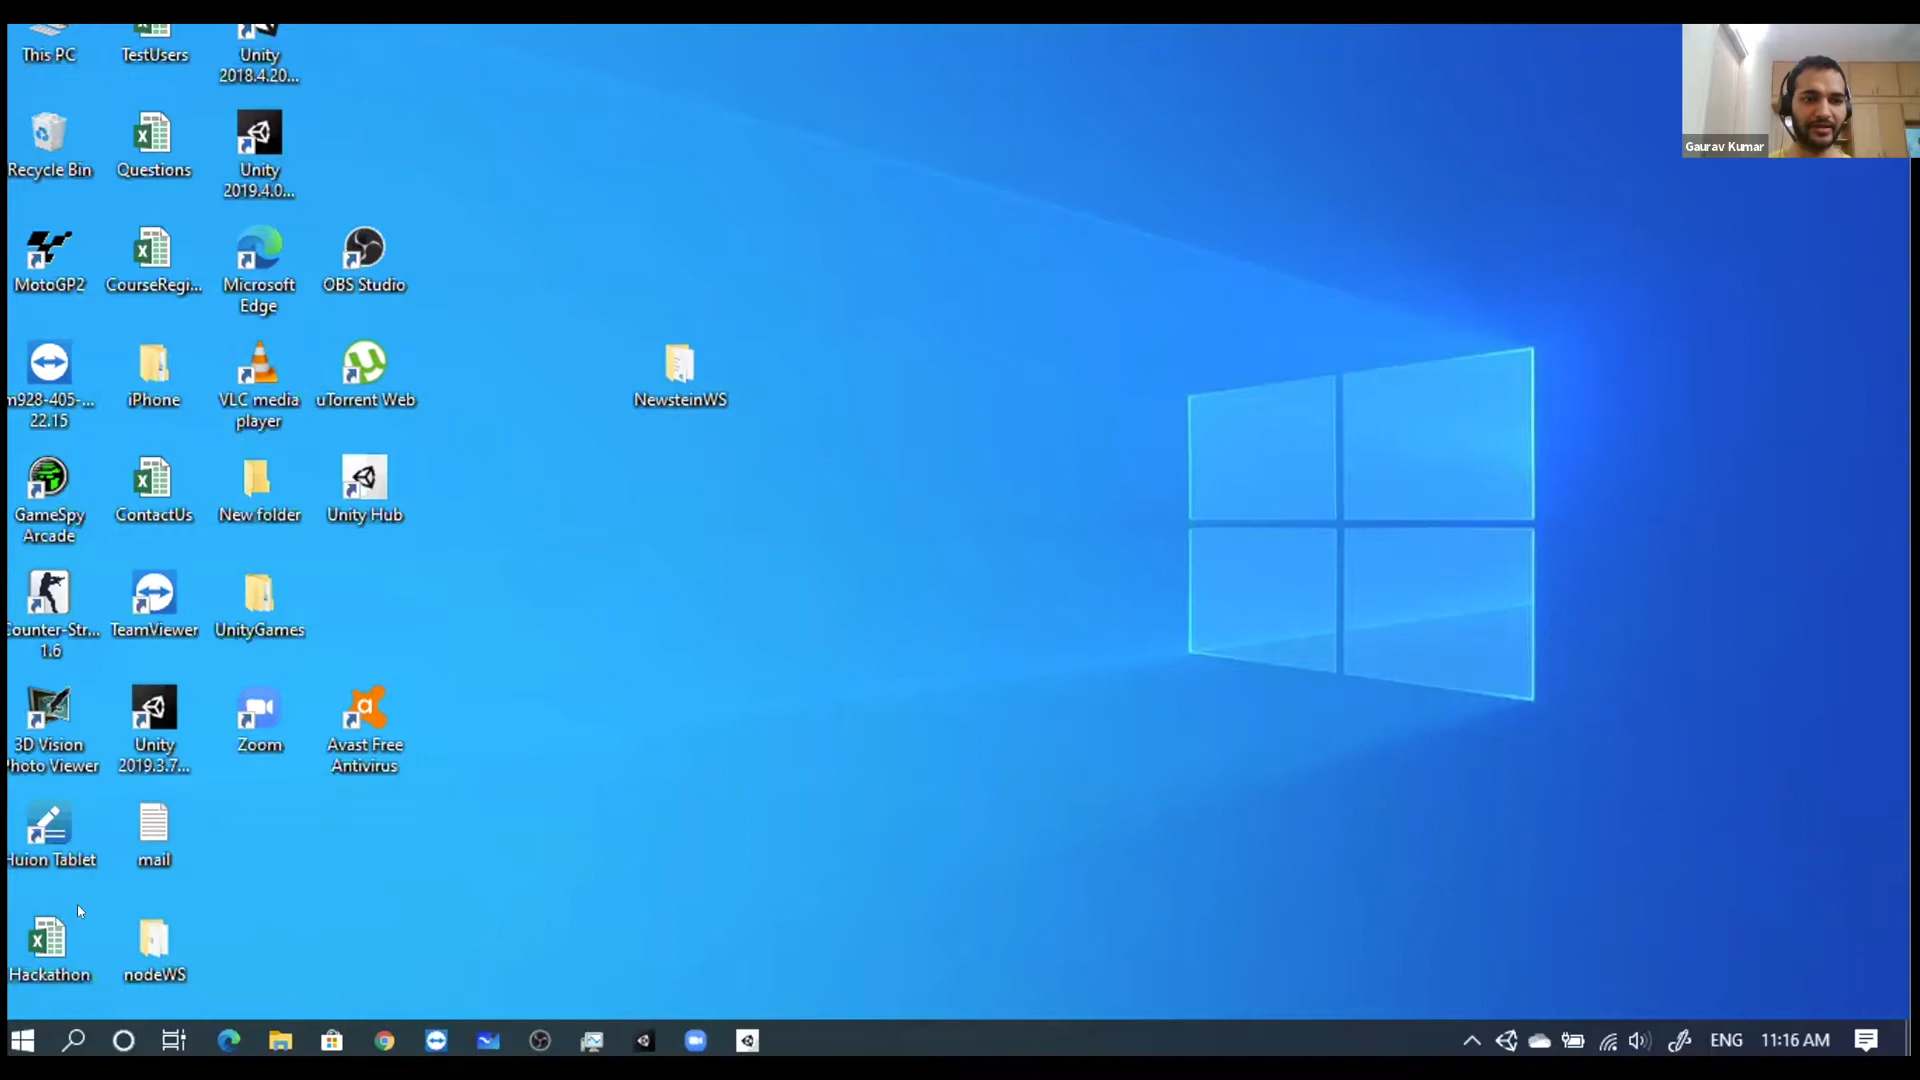 This PC
TestUsers
Unity
2018.4.20...
Gaurav Kumar
Recycle Bin
Questions
Unity
2019.4.0...
MotoGP2
CourseRegi...
Microsoft
Edge
OBS Studio
m928-405-...
22.15
iPhone
VLC media
player
uTorrent Web
NewsteinWS
GameSpy
Arcade
ContactUs
New folder
Unity Hub
Counter-Str...
1.6
TeamViewer
UnityGames
3D Vision
Photo Viewer
Unity
2019.3.7...
Zoom
Avast Free
Antivirus
Huion Tablet
mail
Hackathon
nodeWS
ENG
11:16 AM